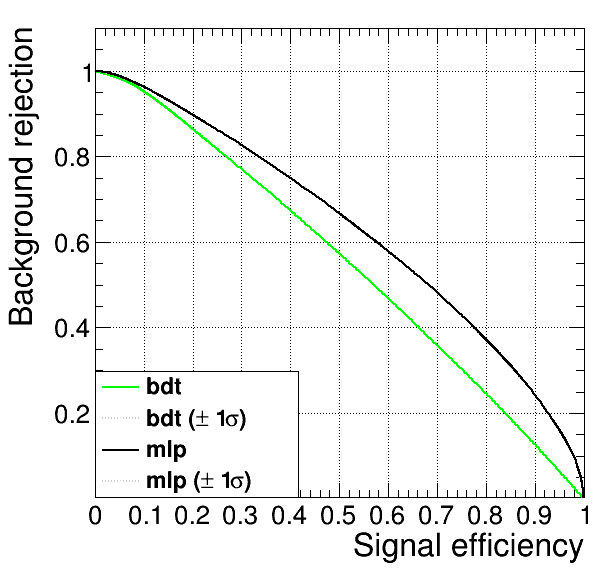 Background rejection
1
0.8
0.6
0.4
0.2
bdt
bdt (± 1σ)
mlp
mlp (± 1σ)
0 0.1 0.2 0.3 0.4 0.5 0.6 0.7 0.8 0.9 1
Signal efficiency